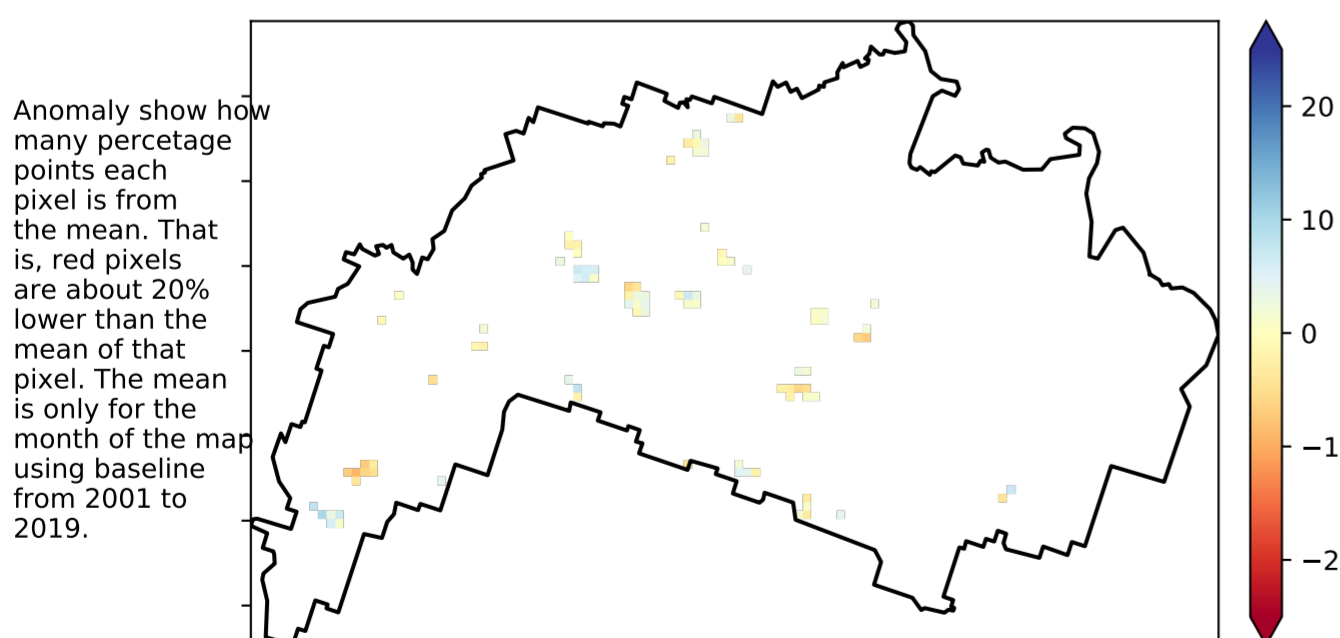 Anomaly show how
many percetage
points each
pixel is from
the mean. That
is, red pixels
are about 20%
lower than the
mean of that
pixel. The mean
is only for the
month of the map
using baseline
from 2001 to
2019.
20
10
0
−1
−2